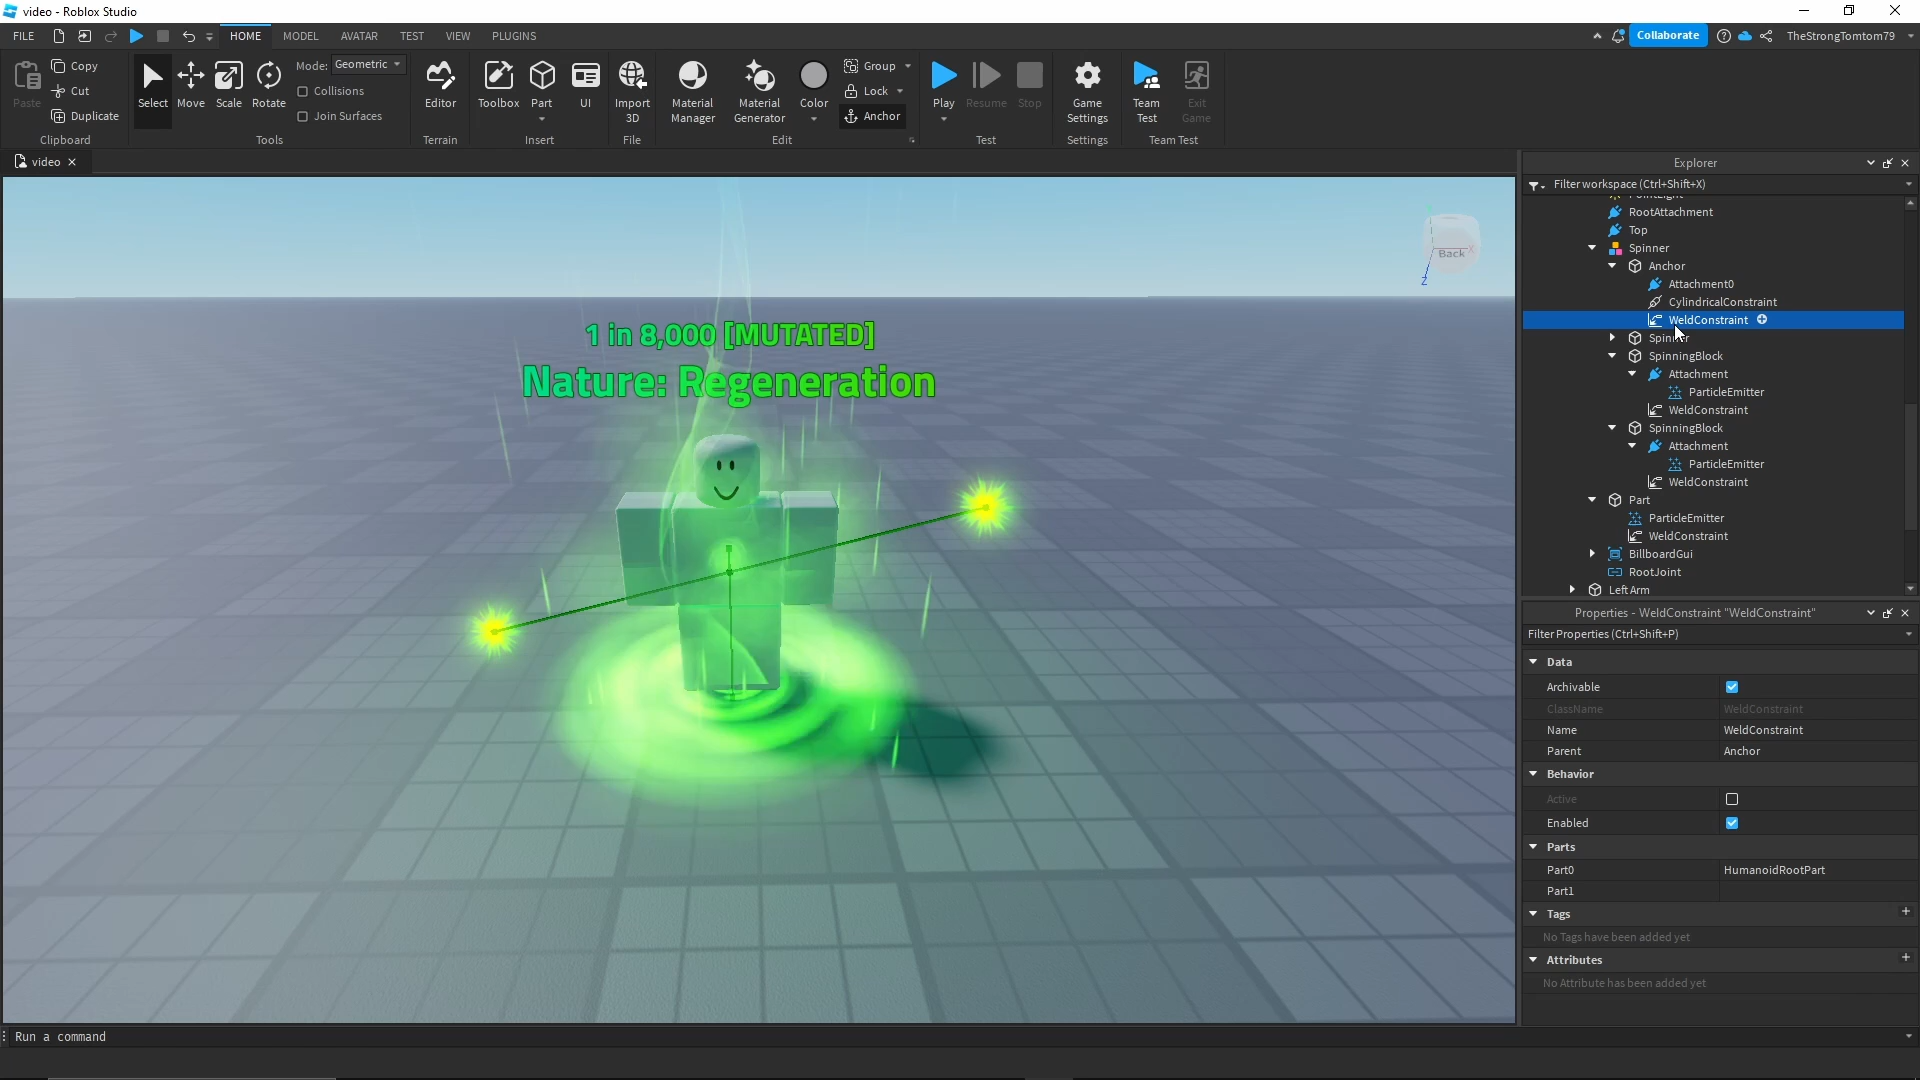 video - Roblox Studio
FILE HOME MODEL AVATAR TEST VIEW PLUGINS Collaborate TheStrongTomtom79
Paste Copy Cut Duplicate Clipboard
Select Move Scale Rotate Mode: Geometric Collisions Join Surfaces Tools
Editor Terrain
Toolbox Part UI Insert
Import 3D File
Material Manager Material Generator Color Group Lock Anchor Edit
Play Resume Stop Test
Game Settings Settings
Team Test Exit Game Team Test
video
1 in 8,000 [MUTATED]
Nature: Regeneration
Back
X
Z
Explorer
Filter workspace (Ctrl+Shift+X)
PointLight
RootAttachment
Top
Spinner
Anchor
Attachment0
CylindricalConstraint
WeldConstraint
Spinner
SpinningBlock
Attachment
ParticleEmitter
WeldConstraint
SpinningBlock
Attachment
ParticleEmitter
WeldConstraint
Part
ParticleEmitter
WeldConstraint
BillboardGui
RootJoint
Left Arm
Properties - WeldConstraint "WeldConstraint"
Filter Properties (Ctrl+Shift+P)
Data
Archivable
ClassName WeldConstraint
Name WeldConstraint
Parent Anchor
Behavior
Active
Enabled
Parts
Part0 HumanoidRootPart
Part1
Tags
No Tags have been added yet
Attributes
No Attribute has been added yet
Run a command